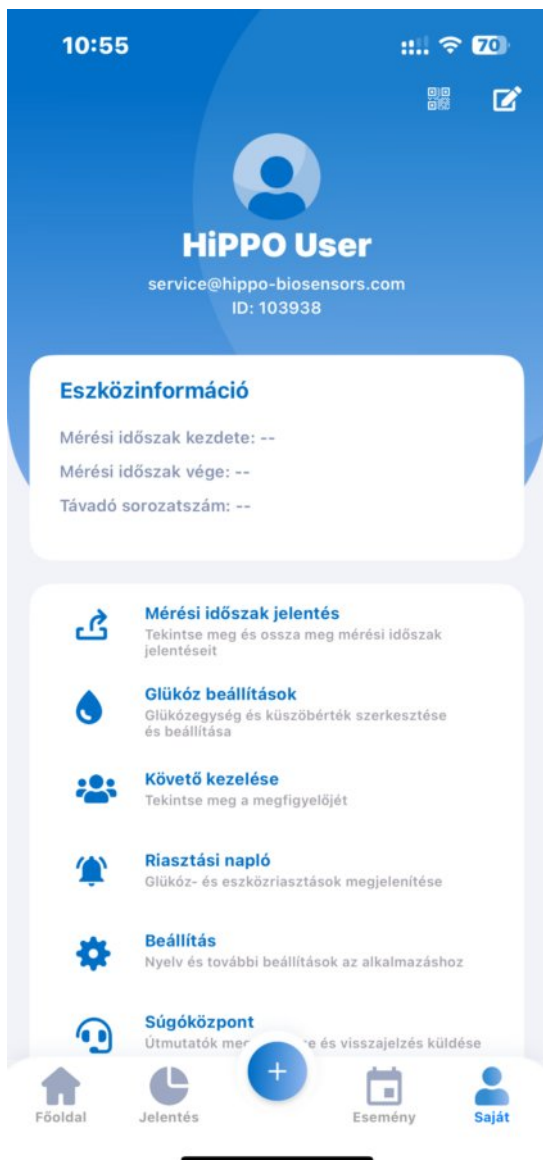 10:55
70
HiPPO User
service@hippo-biosensors.com
ID: 103938
Eszközinformáció
Mérési időszak kezdete: --
Mérési időszak vége: --
Távadó sorozatszám: --
Mérési időszak jelentés
Tekintse meg és ossza meg mérési időszak
jelentéseit
Glükóz beállítások
Glükózegység és küszöbérték szerkesztése
és beállítása
Követő kezelése
Tekintse meg a megfigyelőjét
Riasztási napló
Glükóz- és eszközriasztások megjelenítése
Beállítás
Nyelv és további beállítások az alkalmazáshoz
Súgóközpont
Útmutatók és visszajelzés küldése
Főoldal
Jelentés
Esemény
Saját